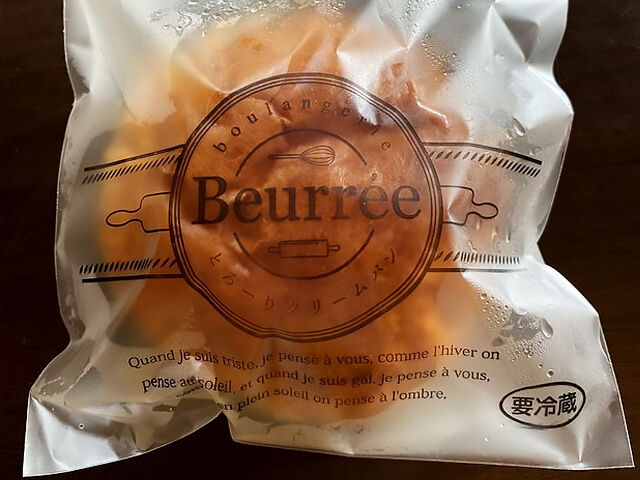 boulangerie
Beurrée
とろーりクリームパン
Quand je suis triste, je pense à vous, comme l'hiver on
pense au soleil, et quand je suis gai, je pense à vous,
en plein soleil on pense à l'ombre,
要冷蔵